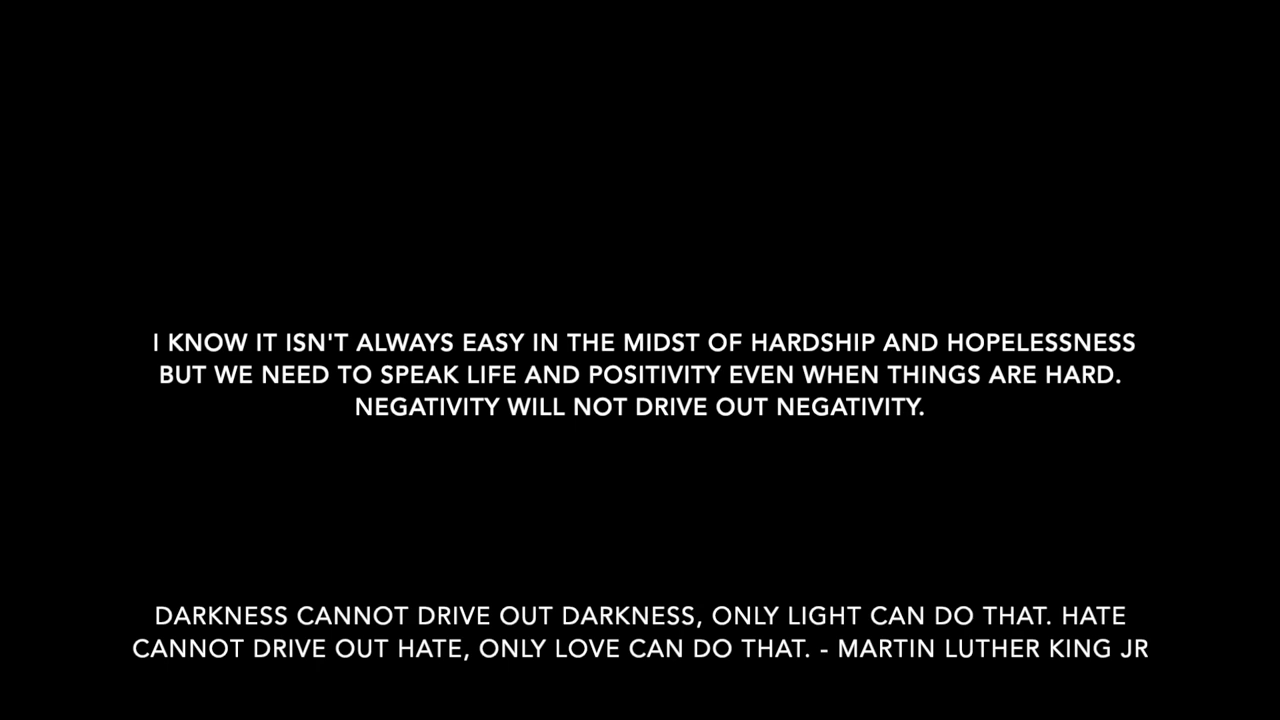 I KNOW IT ISN'T ALWAYS EASY IN THE MIDST OF HARDSHIP AND HOPELESSNESS
BUT WE NEED TO SPEAK LIFE AND POSITIVITY EVEN WHEN THINGS ARE HARD.
NEGATIVITY WILL NOT DRIVE OUT NEGATIVITY.
DARKNESS CANNOT DRIVE OUT DARKNESS, ONLY LIGHT CAN DO THAT. HATE
CANNOT DRIVE OUT HATE, ONLY LOVE CAN DO THAT. - MARTIN LUTHER KING JR